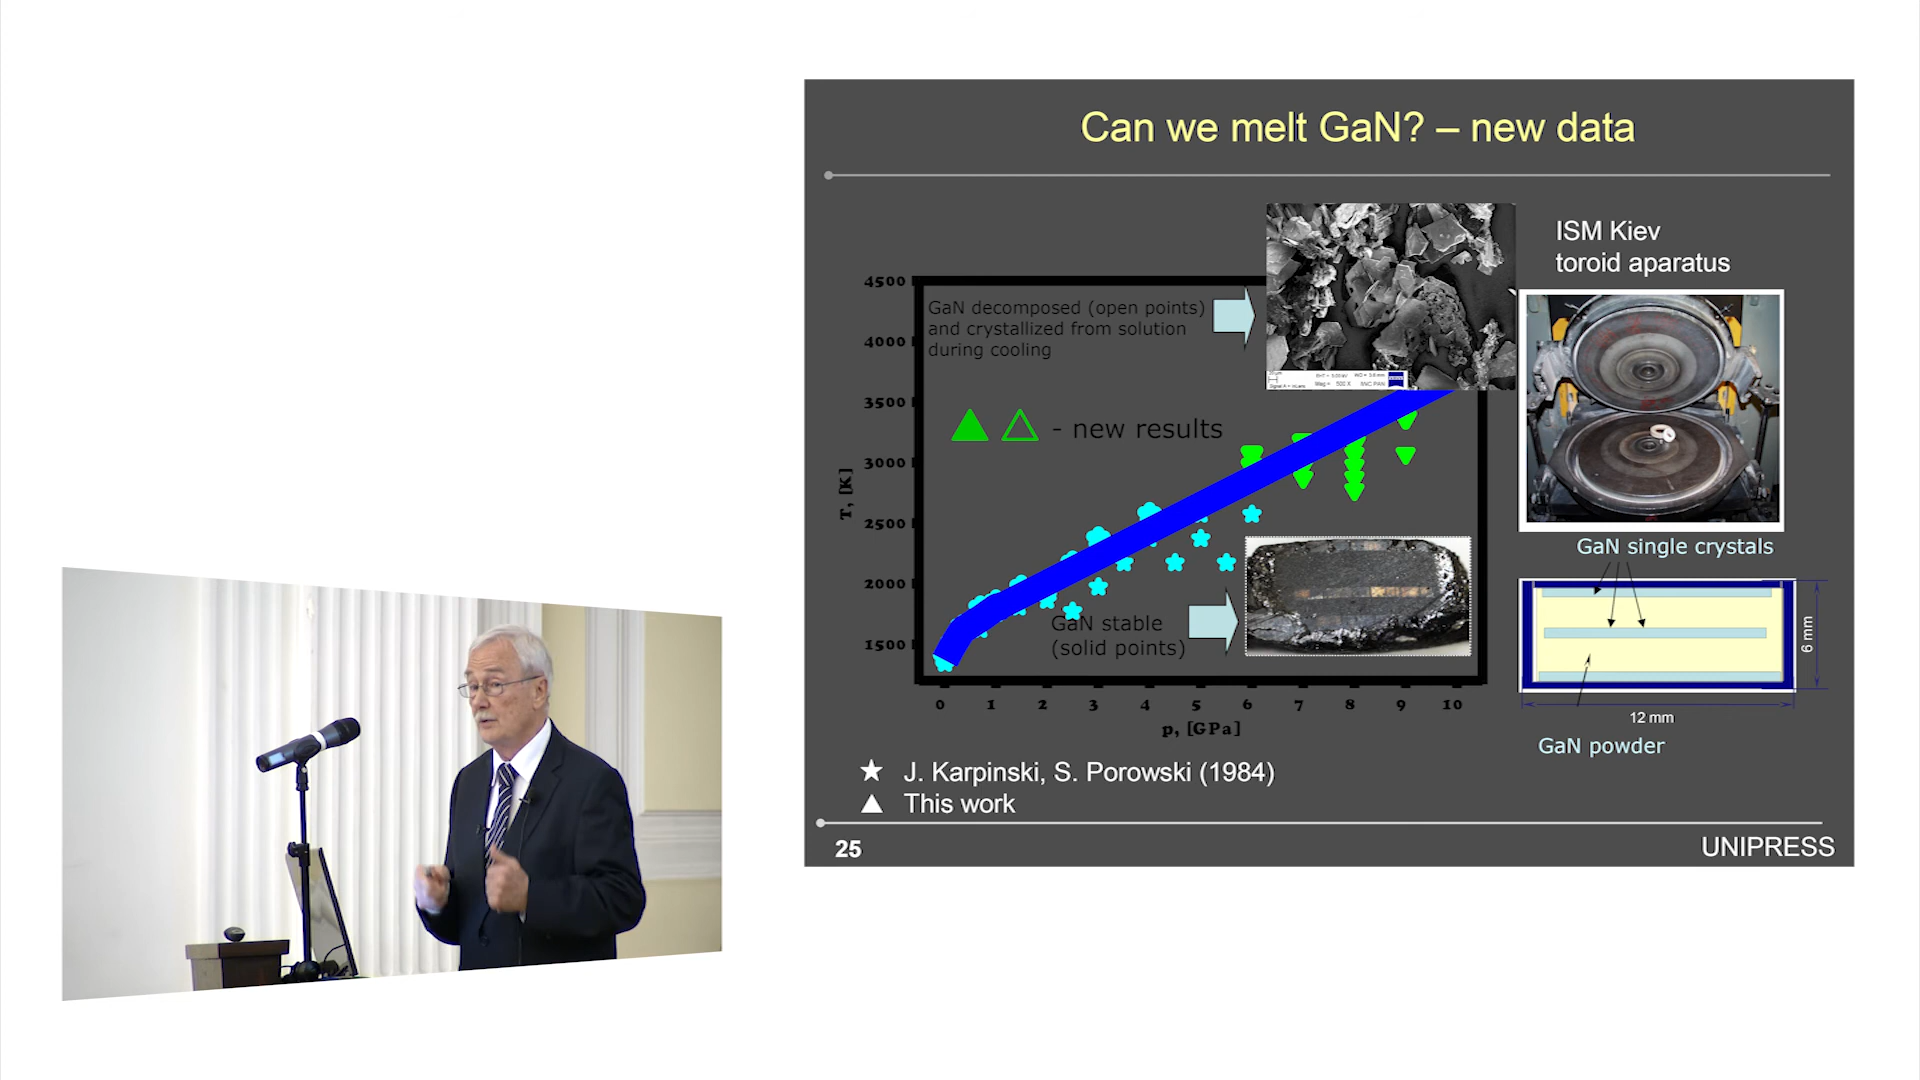 Can we melt GaN? – new data
ISM Kiev
toroid aparatus
4500
4000
3500
3000
2500
2000
1500
T, [K]
GaN decomposed (open points)
and crystallized from solution
during cooling
- new results
GaN stable
(solid points)
0 1 2 3 4 5 6 7 8 9 10
p, [GPa]
GaN single crystals
6 mm
12 mm
GaN powder
J. Karpinski, S. Porowski (1984)
This work
25
UNIPRESS